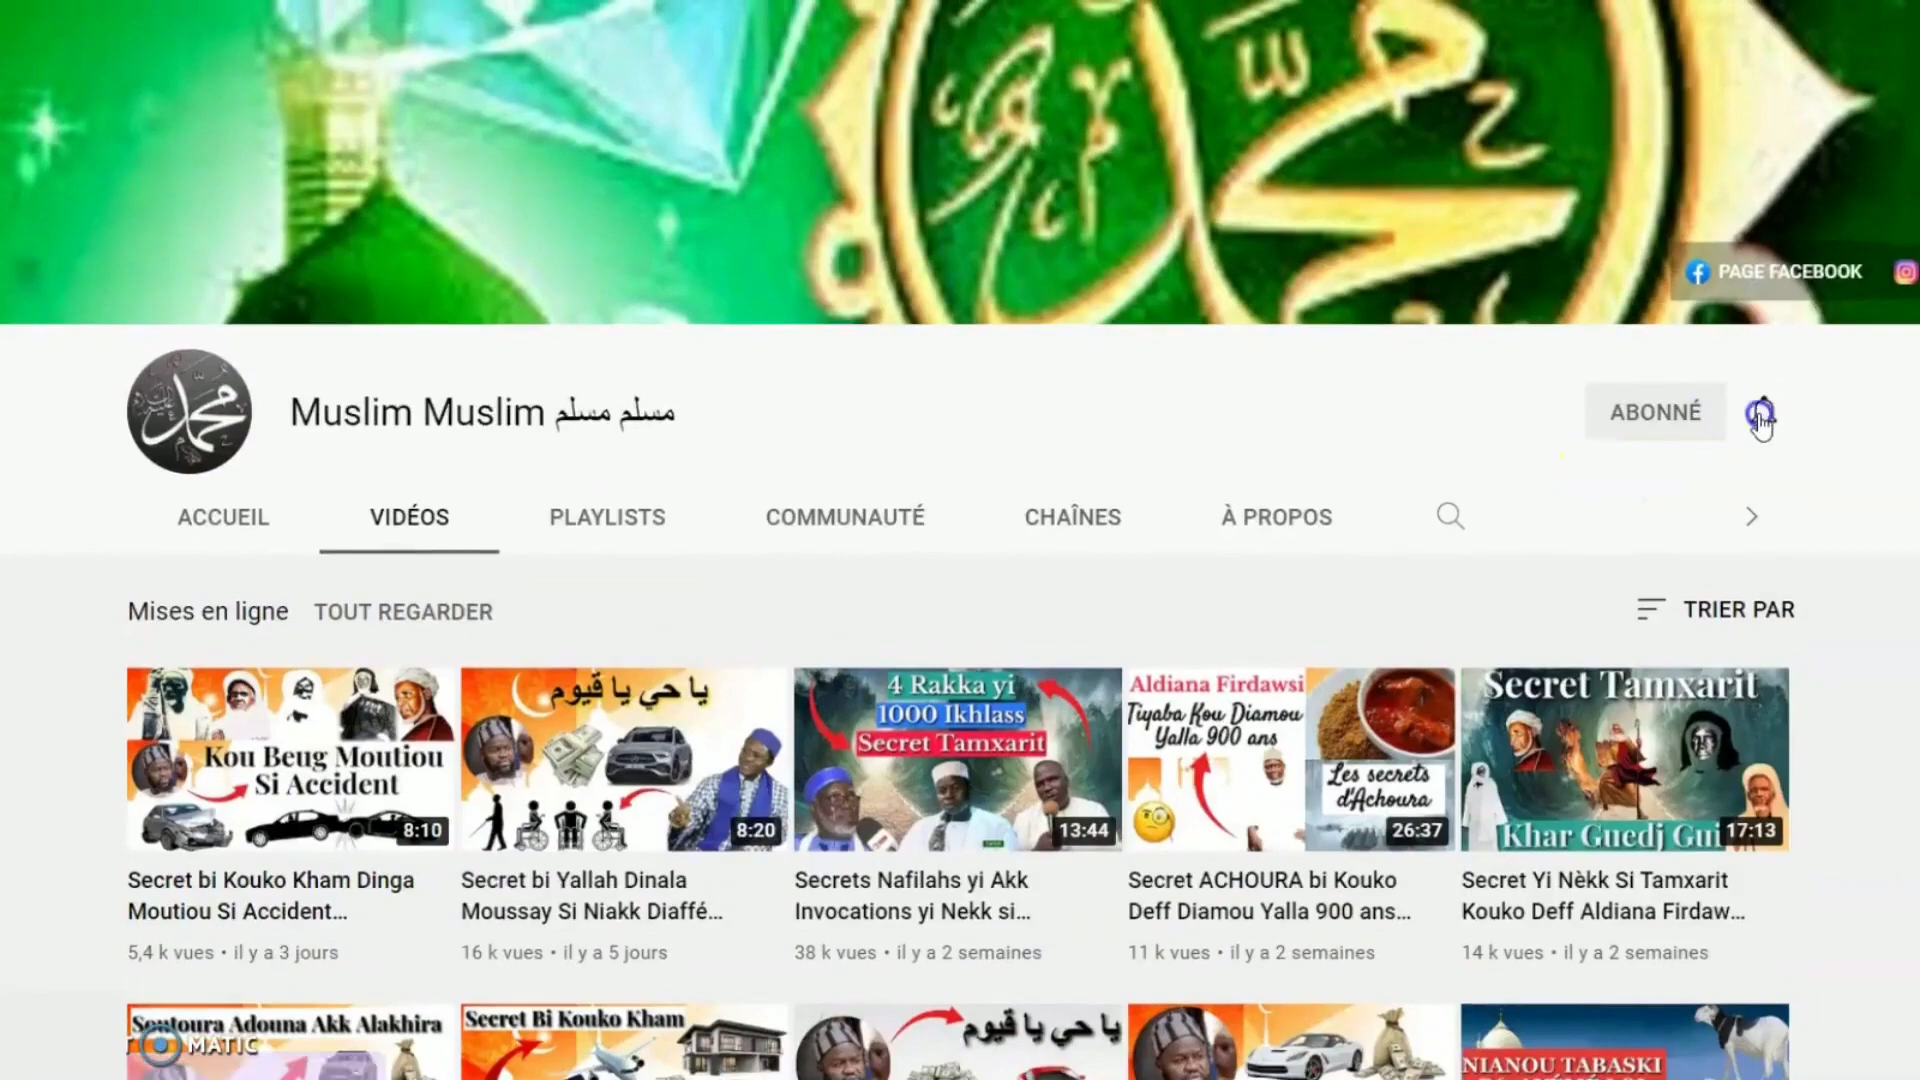 محمد
PAGE FACEBOOK
Muslim Muslim مسلم مسلم
ABONNÉ
ACCUEIL
VIDÉOS
PLAYLISTS
COMMUNAUTÉ
CHAÎNES
À PROPOS
Mises en ligne
TOUT REGARDER
TRIER PAR
Kou Beug Moutiou
Si Accident
8:10
يا حي يا قيوم
8:20
4 Rakka yi
1000 Ikhlass
Secret Tamxarit
13:44
Aldiana Firdawsi
Tiyaba Kou Diamou
Yalla 900 ans
Les secrets
d'Achoura
26:37
Secret Tamxarit
Khar Guedj Gui
17:13
Secret bi Kouko Kham Dinga
Moutiou Si Accident...
5,4 k vues • il y a 3 jours
Secret bi Yallah Dinala
Moussay Si Niakk Diaffé...
16 k vues • il y a 5 jours
Secrets Nafilahs yi Akk
Invocations yi Nekk si...
38 k vues • il y a 2 semaines
Secret ACHOURA bi Kouko
Deff Diamou Yalla 900 ans...
11 k vues • il y a 2 semaines
Secret Yi Nèkk Si Tamxarit
Kouko Deff Aldiana Firdaw...
14 k vues • il y a 2 semaines
Soutoura Adouna Akk Alakhira
MATIC
Secret Bi Kouko Kham
يا حي يا قيوم
NIANOU TABASKI